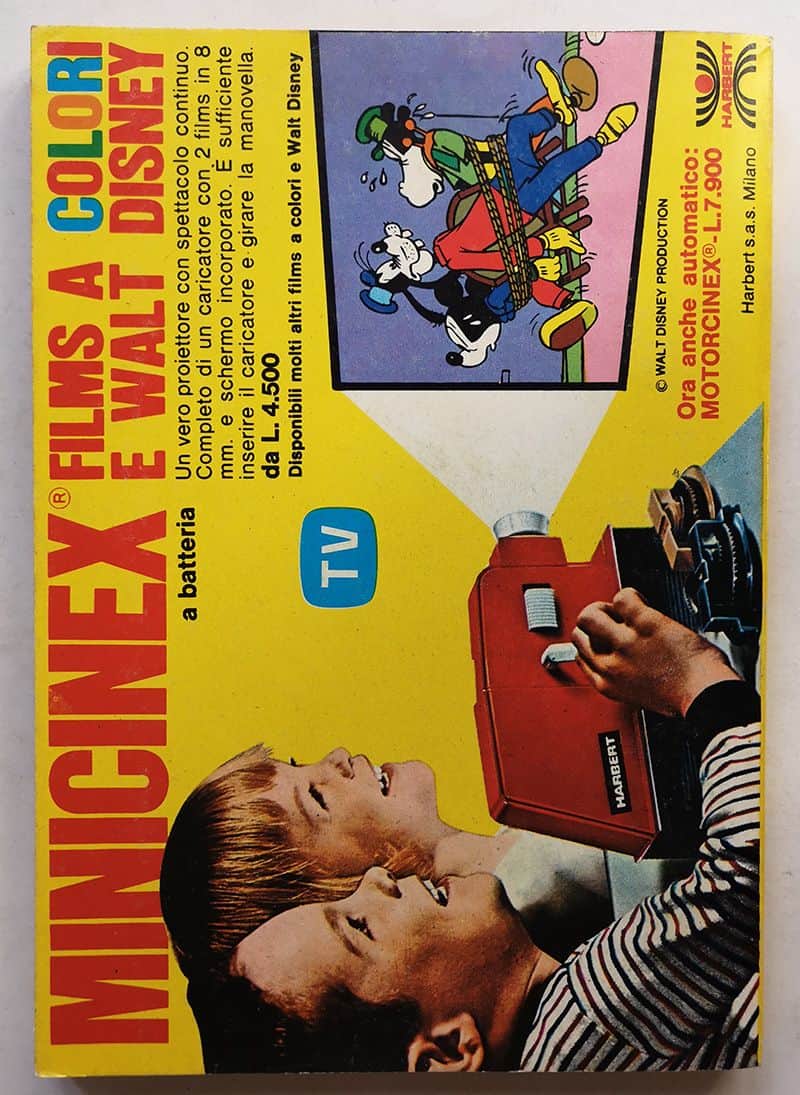 MINICINEX® FILMS A COLORI
E WALT DISNEY
a batteria
Un vero proiettore con spettacolo continuo.
Completo di un caricatore con 2 films in 8
mm. e schermo incorporato. È sufficiente
inserire il caricatore e girare la manovella.
da L. 4.500
Disponibili molti altri films a colori e Walt Disney
TV
HARBERT
© WALT DISNEY PRODUCTION
Ora anche automatico:
MOTORCINEX®-L.7.900
HARBERT
Harbert s.a.s. Milano